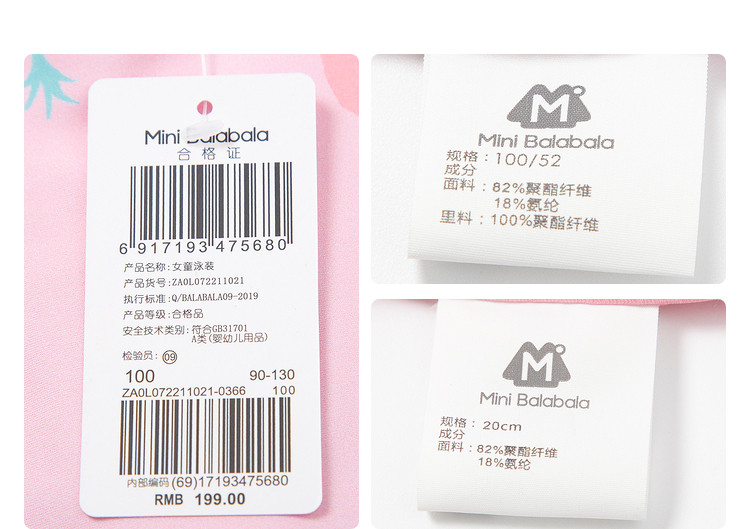 Mini Balabala
合格证
6 917193 475680
产品名称: 女童泳装
产品货号: ZA0L072211021
执行标准: Q/BALABALA09-2019
产品等级: 合格品
安全技术类别: 符合GB31701
A类(婴幼儿用品)
检验员: 09
100 90-130
ZA0L072211021-0366 100
内部编码 (69)17193475680
RMB 199.00
M
Mini Balabala
规格: 100/52
成分
面料: 82%聚酯纤维
18%氨纶
里料: 100%聚酯纤维
M
Mini Balabala
规格: 20cm
成分
面料: 82%聚酯纤维
18%氨纶